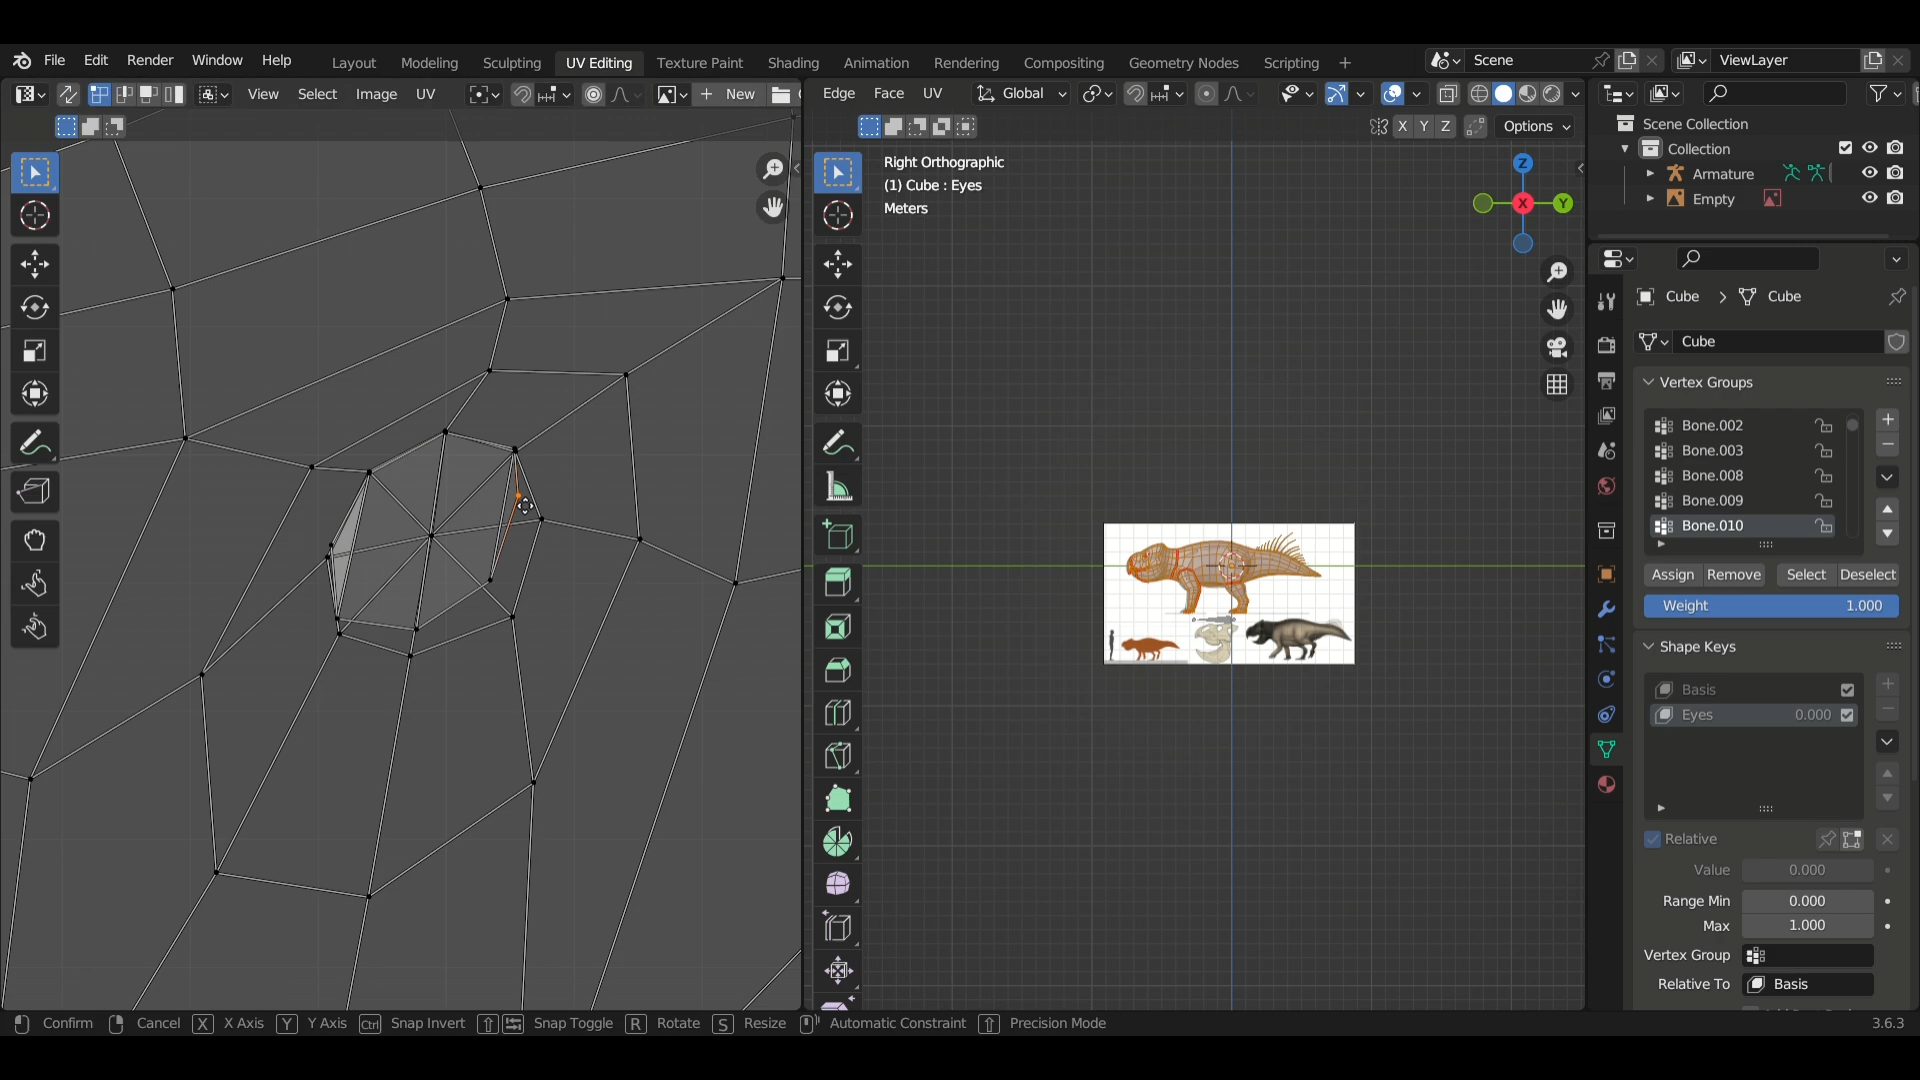 File Edit Render Window Help Layout Modeling Sculpting UV Editing Texture Paint Shading Animation Rendering Compositing Geometry Nodes Scripting + Scene ViewLayer
View Select Image UV New Edge Face UV Global
X Y Z Options
Right Orthographic
(1) Cube : Eyes
Meters
Z
X
Y
Scene Collection
Collection
Armature
Empty
Cube > Cube
Cube
Vertex Groups
Bone.002
Bone.003
Bone.008
Bone.009
Bone.010
Assign Remove Select Deselect
Weight 1.000
Shape Keys
Basis
Eyes 0.000
Relative
Value 0.000
Range Min 0.000
Max 1.000
Vertex Group
Relative To Basis
Confirm Cancel X X Axis Y Y Axis Ctrl Snap Invert Snap Toggle R Rotate S Resize Automatic Constraint Precision Mode 3.6.3